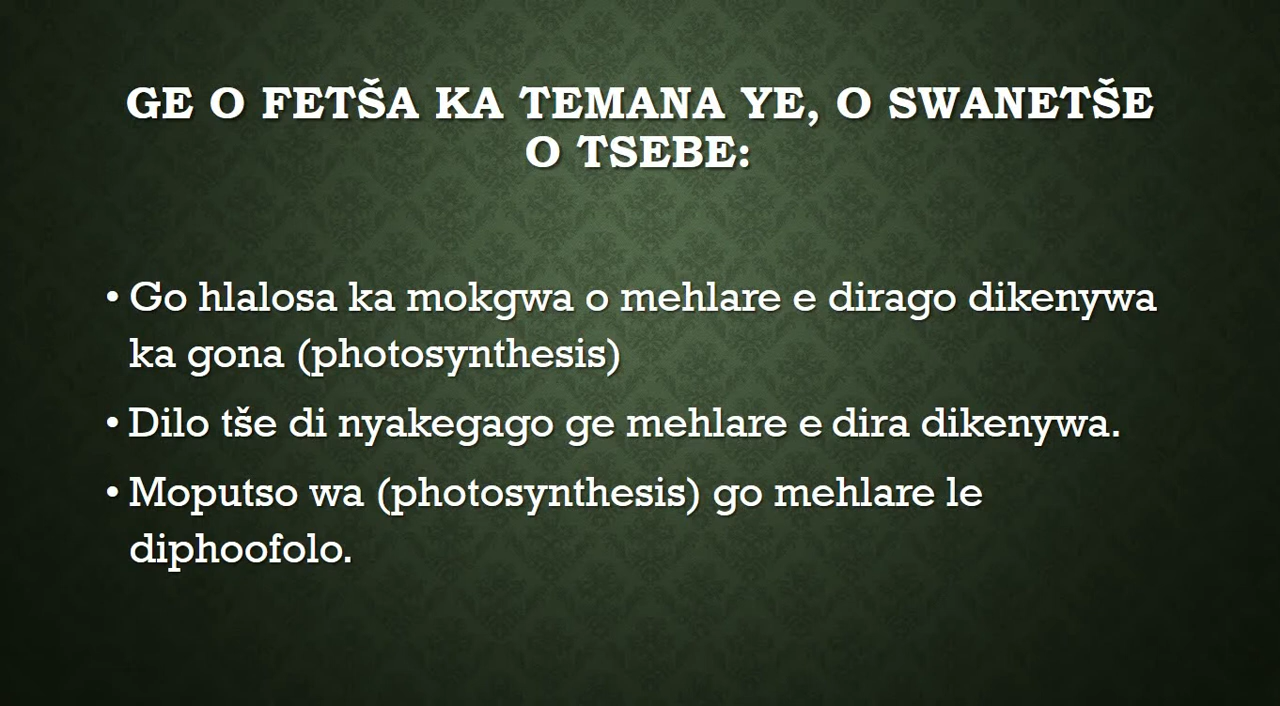 GE O FETŠA KA TEMANA YE, O SWANETŠE
O TSEBE:
• Go hlalosa ka mokgwa o mehlare e dirago dikenywa
ka gona (photosynthesis)
• Dilo tše di nyakegago ge mehlare e dira dikenywa.
• Moputso wa (photosynthesis) go mehlare le
diphoofolo.